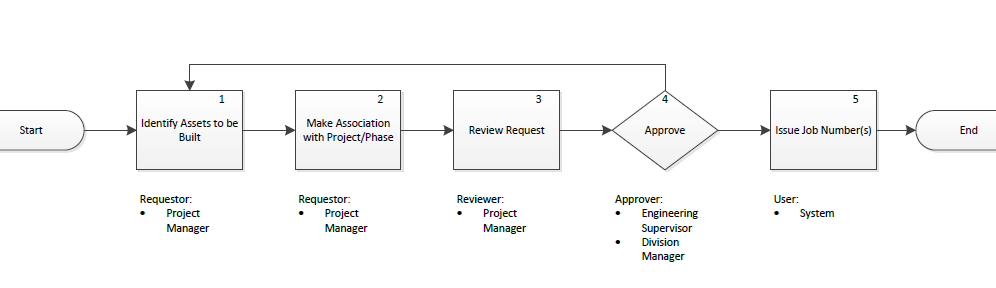 Start
1
Identify Assets to be
Built
2
Make Association
with Project/Phase
3
Review Request
4
Approve
5
Issue Job Number(s)
End
Requestor:
• Project
Manager
Requestor:
• Project
Manager
Reviewer:
• Project
Manager
Approver:
• Engineering
Supervisor
• Division
Manager
User:
• System